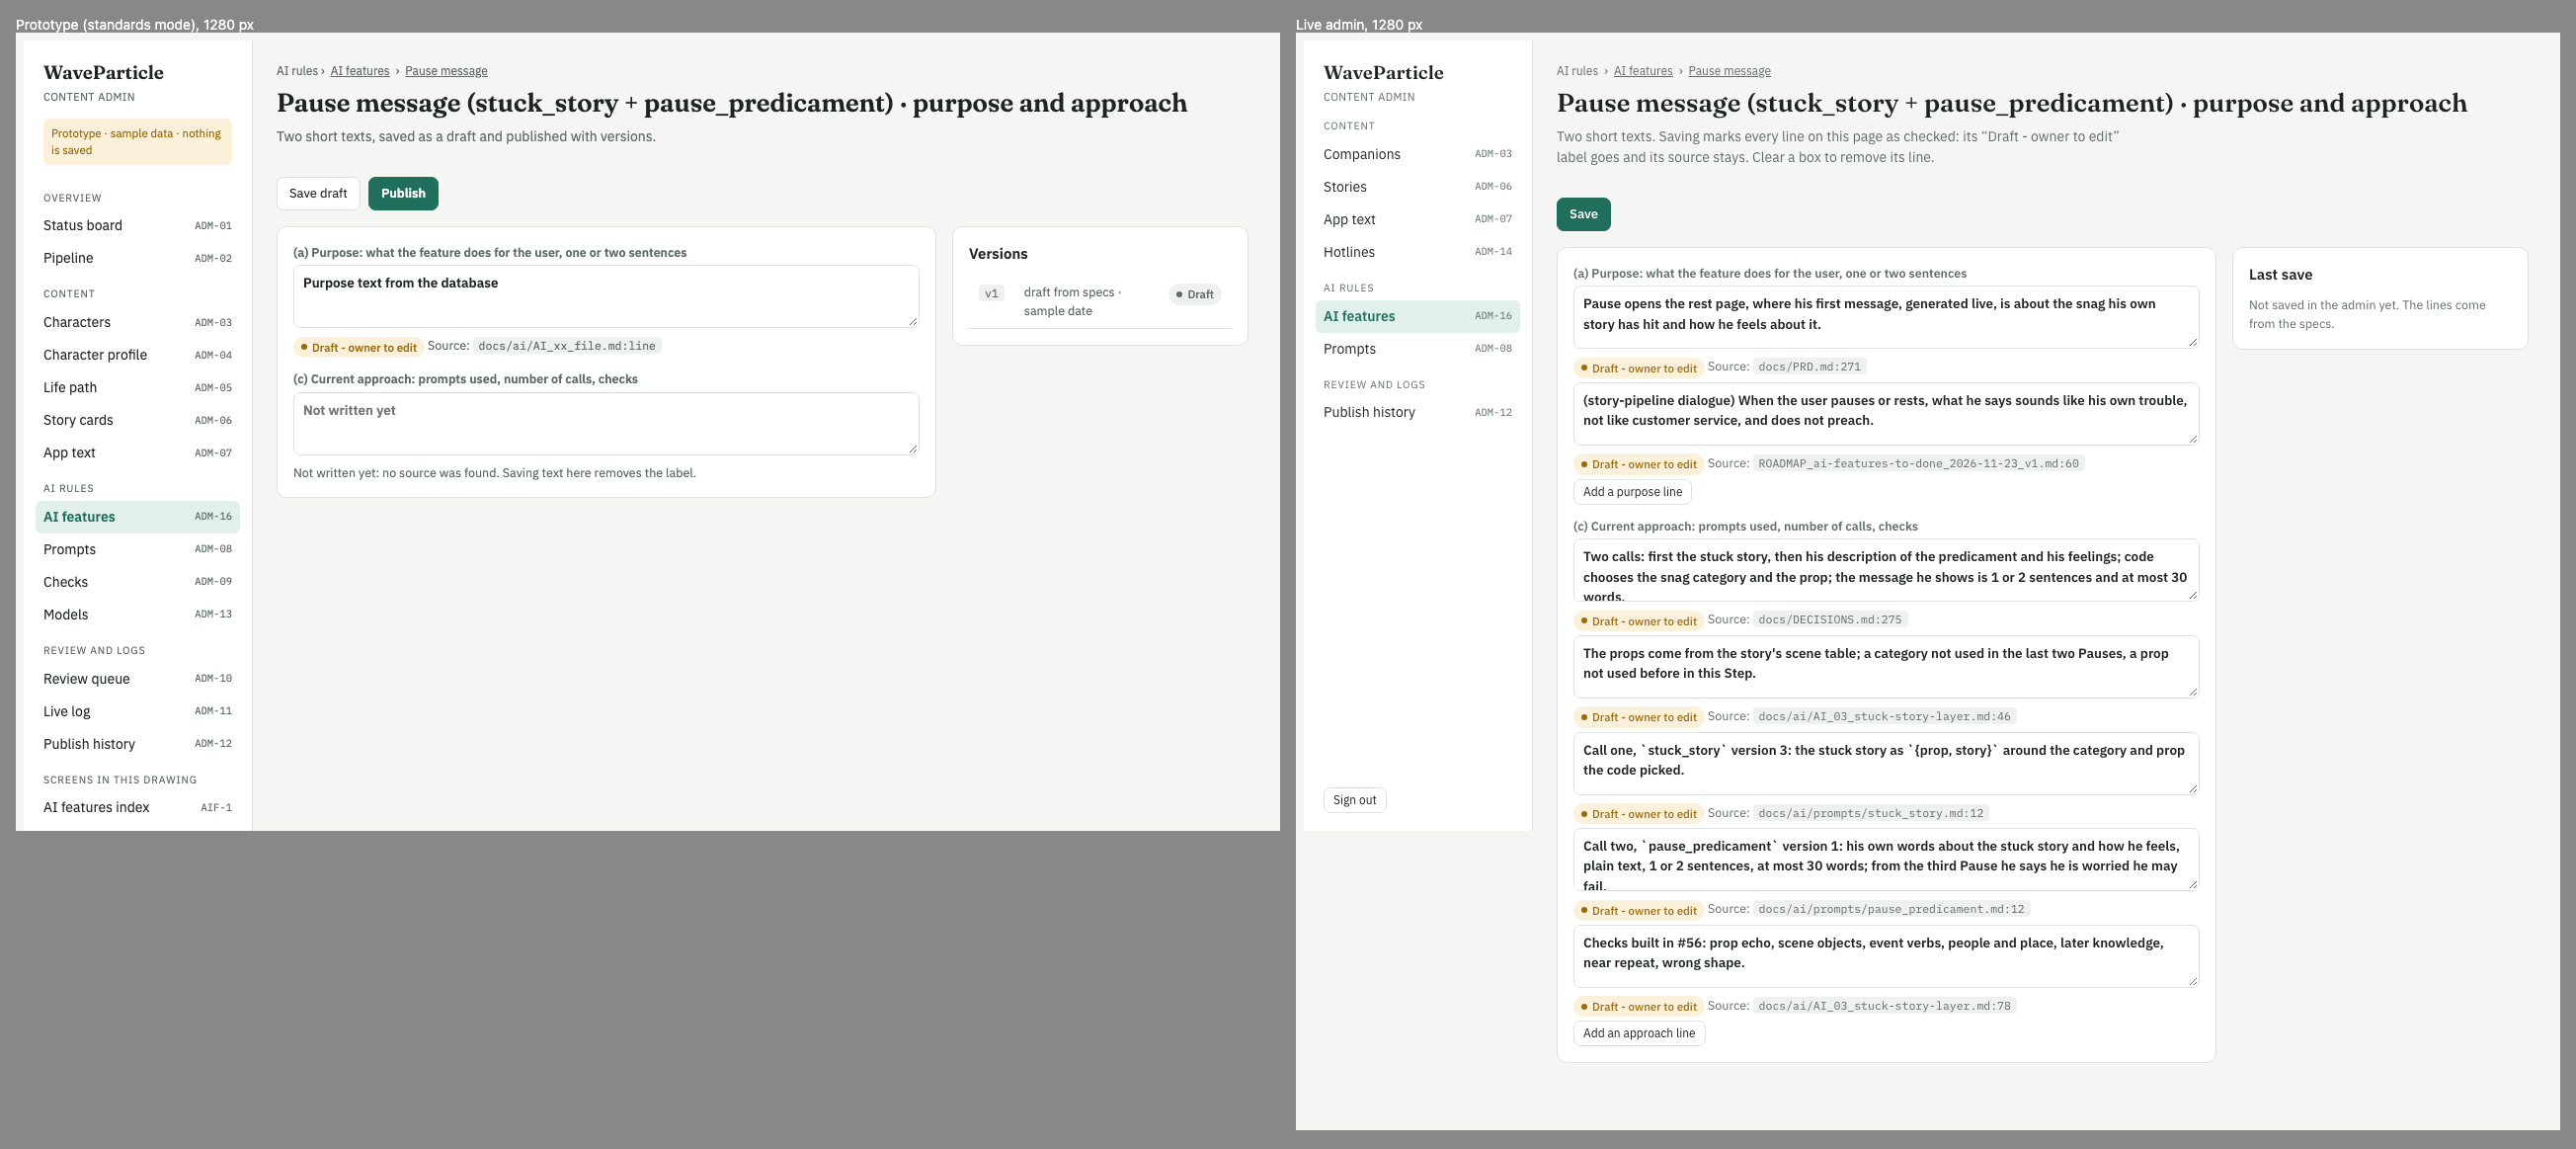 Prototype (standards mode), 1280 px
WaveParticle
CONTENT ADMIN
Prototype · sample data · nothing
is saved
OVERVIEW
Status board ADM-01
Pipeline ADM-02
CONTENT
Characters ADM-03
Character profile ADM-04
Life path ADM-05
Story cards ADM-06
App text ADM-07
AI RULES
AI features ADM-16
Prompts ADM-08
Checks ADM-09
Models ADM-13
REVIEW AND LOGS
Review queue ADM-10
Live log ADM-11
Publish history ADM-12
SCREENS IN THIS DRAWING
AI features index AIF-1
AI rules › AI features › Pause message
Pause message (stuck_story + pause_predicament) · purpose and approach
Two short texts, saved as a draft and published with versions.
Save draft Publish
(a) Purpose: what the feature does for the user, one or two sentences
Purpose text from the database
Draft - owner to edit Source: docs/ai/AI_xx_file.md:line
(c) Current approach: prompts used, number of calls, checks
Not written yet
Not written yet: no source was found. Saving text here removes the label.
Versions
v1 draft from specs · Draft
sample date
Live admin, 1280 px
WaveParticle
CONTENT ADMIN
CONTENT
Companions ADM-03
Stories ADM-06
App text ADM-07
Hotlines ADM-14
AI RULES
AI features ADM-16
Prompts ADM-08
REVIEW AND LOGS
Publish history ADM-12
Sign out
AI rules › AI features › Pause message
Pause message (stuck_story + pause_predicament) · purpose and approach
Two short texts. Saving marks every line on this page as checked: its “Draft - owner to edit”
label goes and its source stays. Clear a box to remove its line.
Save
(a) Purpose: what the feature does for the user, one or two sentences
Pause opens the rest page, where his first message, generated live, is about the snag his own
story has hit and how he feels about it.
Draft - owner to edit Source: docs/PRD.md:271
(story-pipeline dialogue) When the user pauses or rests, what he says sounds like his own trouble,
not like customer service, and does not preach.
Draft - owner to edit Source: ROADMAP_ai-features-to-done_2026-11-23_v1.md:60
Add a purpose line
(c) Current approach: prompts used, number of calls, checks
Two calls: first the stuck story, then his description of the predicament and his feelings; code
chooses the snag category and the prop; the message he shows is 1 or 2 sentences and at most 30
words.
Draft - owner to edit Source: docs/DECISIONS.md:275
The props come from the story's scene table; a category not used in the last two Pauses, a prop
not used before in this Step.
Draft - owner to edit Source: docs/ai/AI_03_stuck-story-layer.md:46
Call one, `stuck_story` version 3: the stuck story as `{prop, story}` around the category and prop
the code picked.
Draft - owner to edit Source: docs/ai/prompts/stuck_story.md:12
Call two, `pause_predicament` version 1: his own words about the stuck story and how he feels,
plain text, 1 or 2 sentences, at most 30 words; from the third Pause he says he is worried he may
fail.
Draft - owner to edit Source: docs/ai/prompts/pause_predicament.md:12
Checks built in #56: prop echo, scene objects, event verbs, people and place, later knowledge,
near repeat, wrong shape.
Draft - owner to edit Source: docs/ai/AI_03_stuck-story-layer.md:78
Add an approach line
Last save
Not saved in the admin yet. The lines come
from the specs.